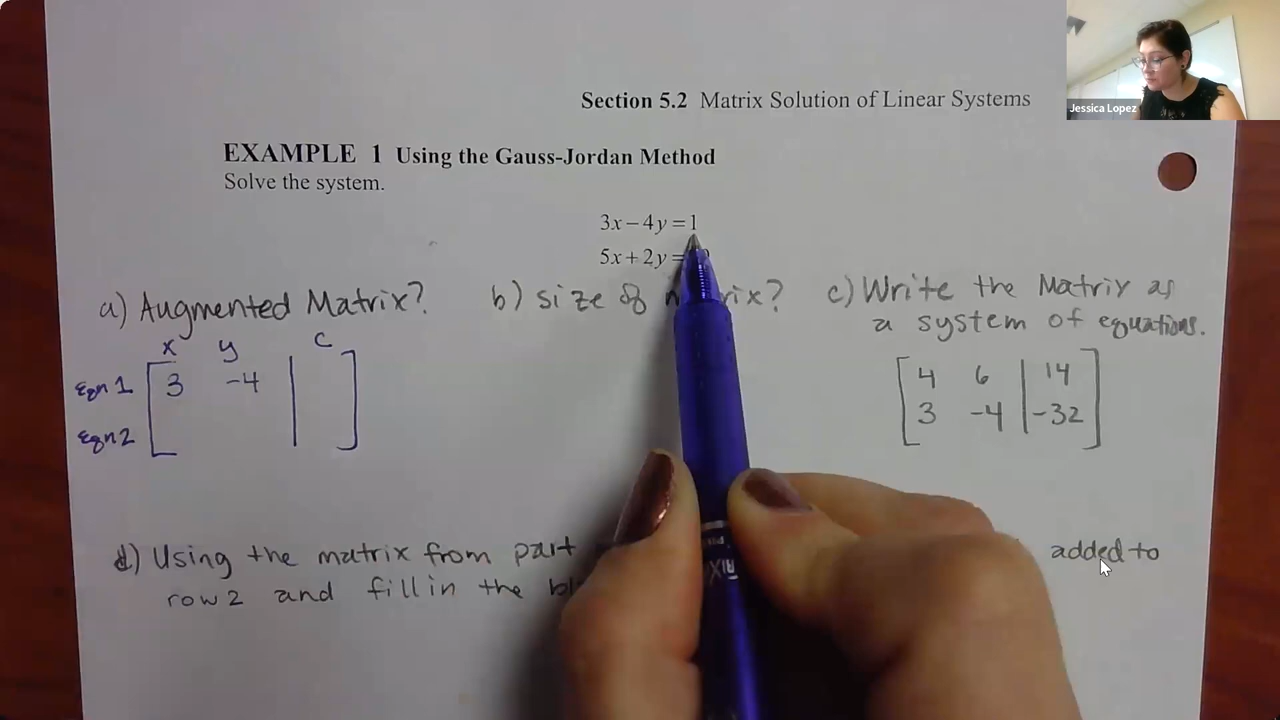 Jessica Lopez
Section 5.2 Matrix Solution of Linear Systems
EXAMPLE 1 Using the Gauss-Jordan Method
Solve the system.
3x − 4y = 1
5x + 2y =
a) Augmented Matrix?
b) size of matrix?
c) Write the Matrix as
a system of equations.
x y c
Eqn 1 3 -4
Eqn 2
4 6 14
3 -4 -32
d) Using the matrix from part added to
row 2 and fill in the